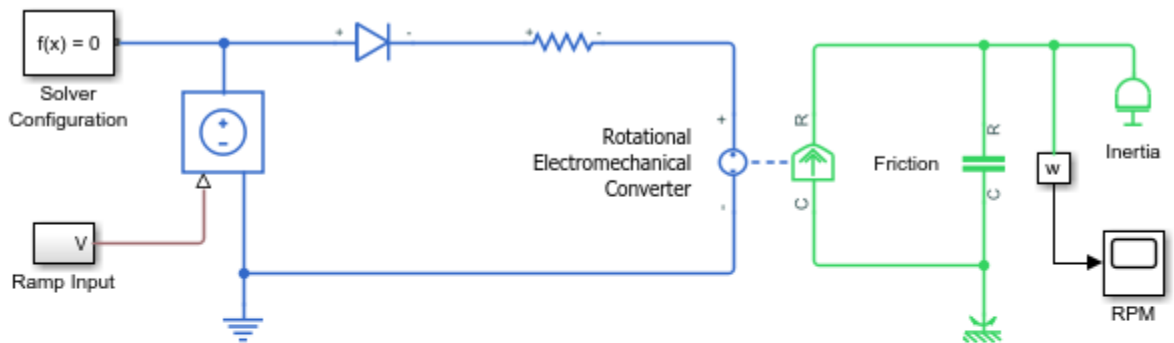 f(x) = 0
Solver
Configuration
+
-
+
-
+
-
V
Ramp Input
Rotational
Electromechanical
Converter
+
-
R
C
Friction
R
C
w
Inertia
RPM